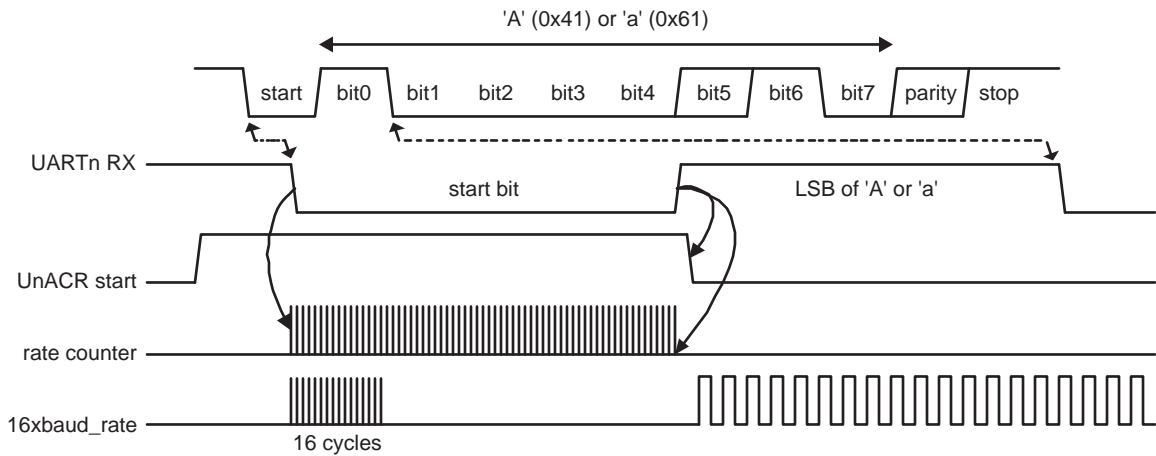 'A' (0x41) or 'a' (0x61)
start bit0 bit1 bit2 bit3 bit4 bit5 bit6 bit7 parity stop
UARTn RX
start bit LSB of 'A' or 'a'
UnACR start
rate counter
16xbaud_rate
16 cycles